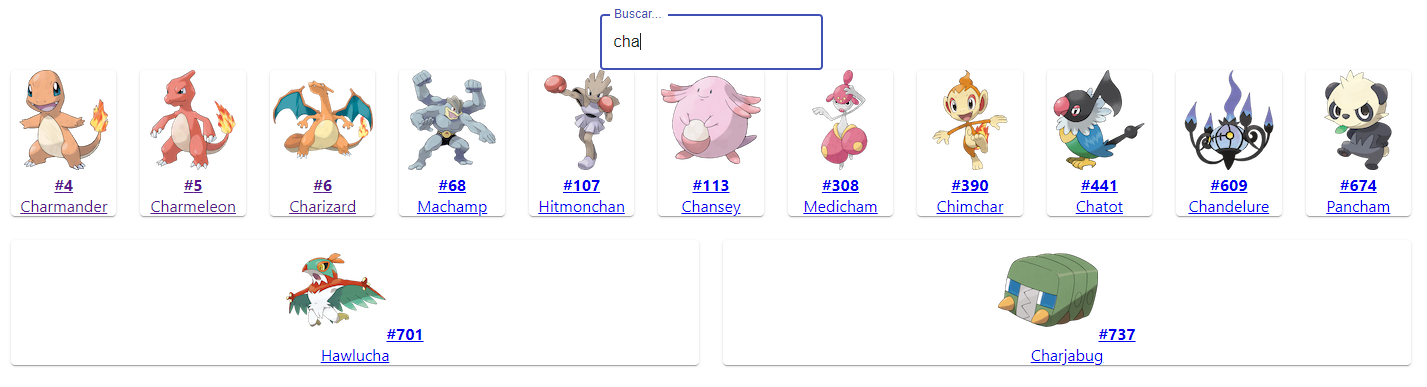 Buscar...
cha
#4
Charmander
#5
Charmeleon
#6
Charizard
#68
Machamp
#107
Hitmonchan
#113
Chansey
#308
Medicham
#390
Chimchar
#441
Chatot
#609
Chandelure
#674
Pancham
#701
Hawlucha
#737
Charjabug